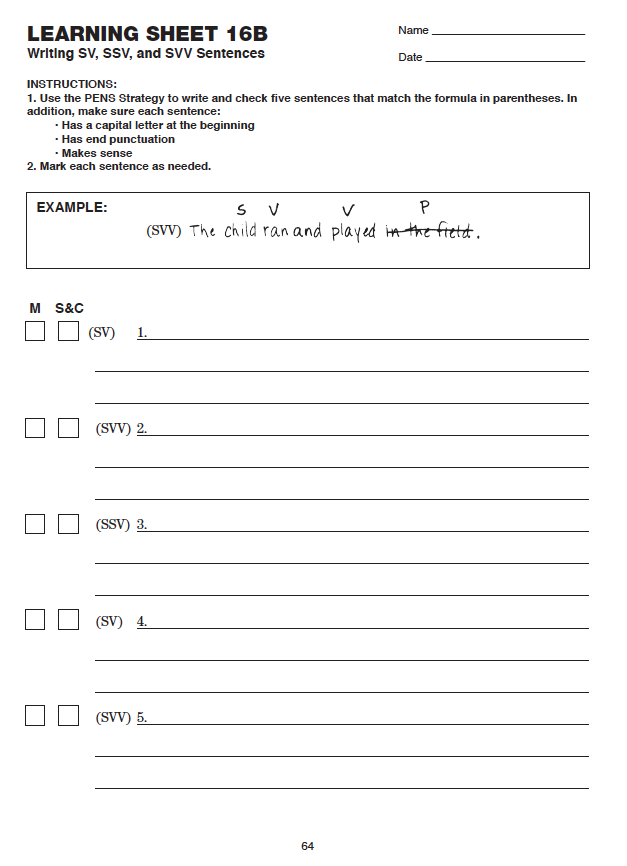 LEARNING SHEET 16B
Name
Writing SV, SSV, and SVV Sentences
Date
INSTRUCTIONS:
1. Use the PENS Strategy to write and check five sentences that match the formula in parentheses. In
addition, make sure each sentence:
· Has a capital letter at the beginning
· Has end punctuation
· Makes sense
2. Mark each sentence as needed.
EXAMPLE:
S V V P
(SVV) The child ran and played in the field.
M S&C
(SV) 1.
(SVV) 2.
(SSV) 3.
(SV) 4.
(SVV) 5.
64